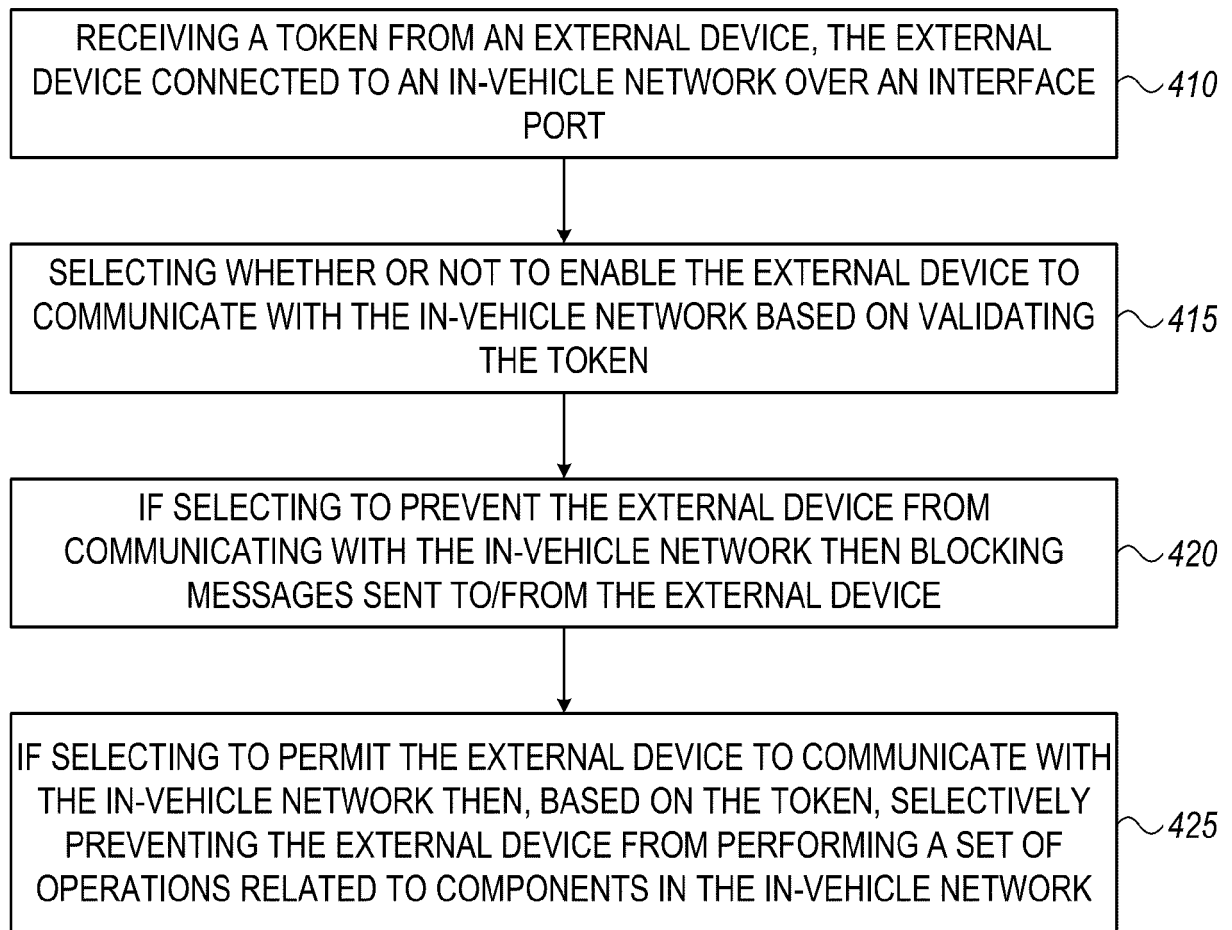 RECEIVING A TOKEN FROM AN EXTERNAL DEVICE, THE EXTERNAL
DEVICE CONNECTED TO AN IN-VEHICLE NETWORK OVER AN INTERFACE
PORT
410
SELECTING WHETHER OR NOT TO ENABLE THE EXTERNAL DEVICE TO
COMMUNICATE WITH THE IN-VEHICLE NETWORK BASED ON VALIDATING
THE TOKEN
415
IF SELECTING TO PREVENT THE EXTERNAL DEVICE FROM
COMMUNICATING WITH THE IN-VEHICLE NETWORK THEN BLOCKING
MESSAGES SENT TO/FROM THE EXTERNAL DEVICE
420
IF SELECTING TO PERMIT THE EXTERNAL DEVICE TO COMMUNICATE WITH
THE IN-VEHICLE NETWORK THEN, BASED ON THE TOKEN, SELECTIVELY
PREVENTING THE EXTERNAL DEVICE FROM PERFORMING A SET OF
OPERATIONS RELATED TO COMPONENTS IN THE IN-VEHICLE NETWORK
425